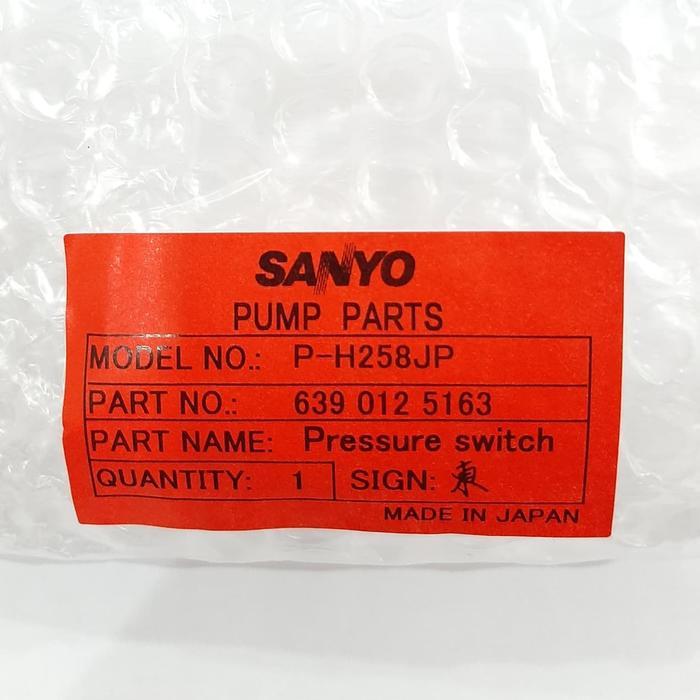 SANYO
PUMP PARTS
MODEL NO.: P-H258JP
PART NO.: 639 012 5163
PART NAME: Pressure switch
QUANTITY: 1 SIGN: 東
MADE IN JAPAN